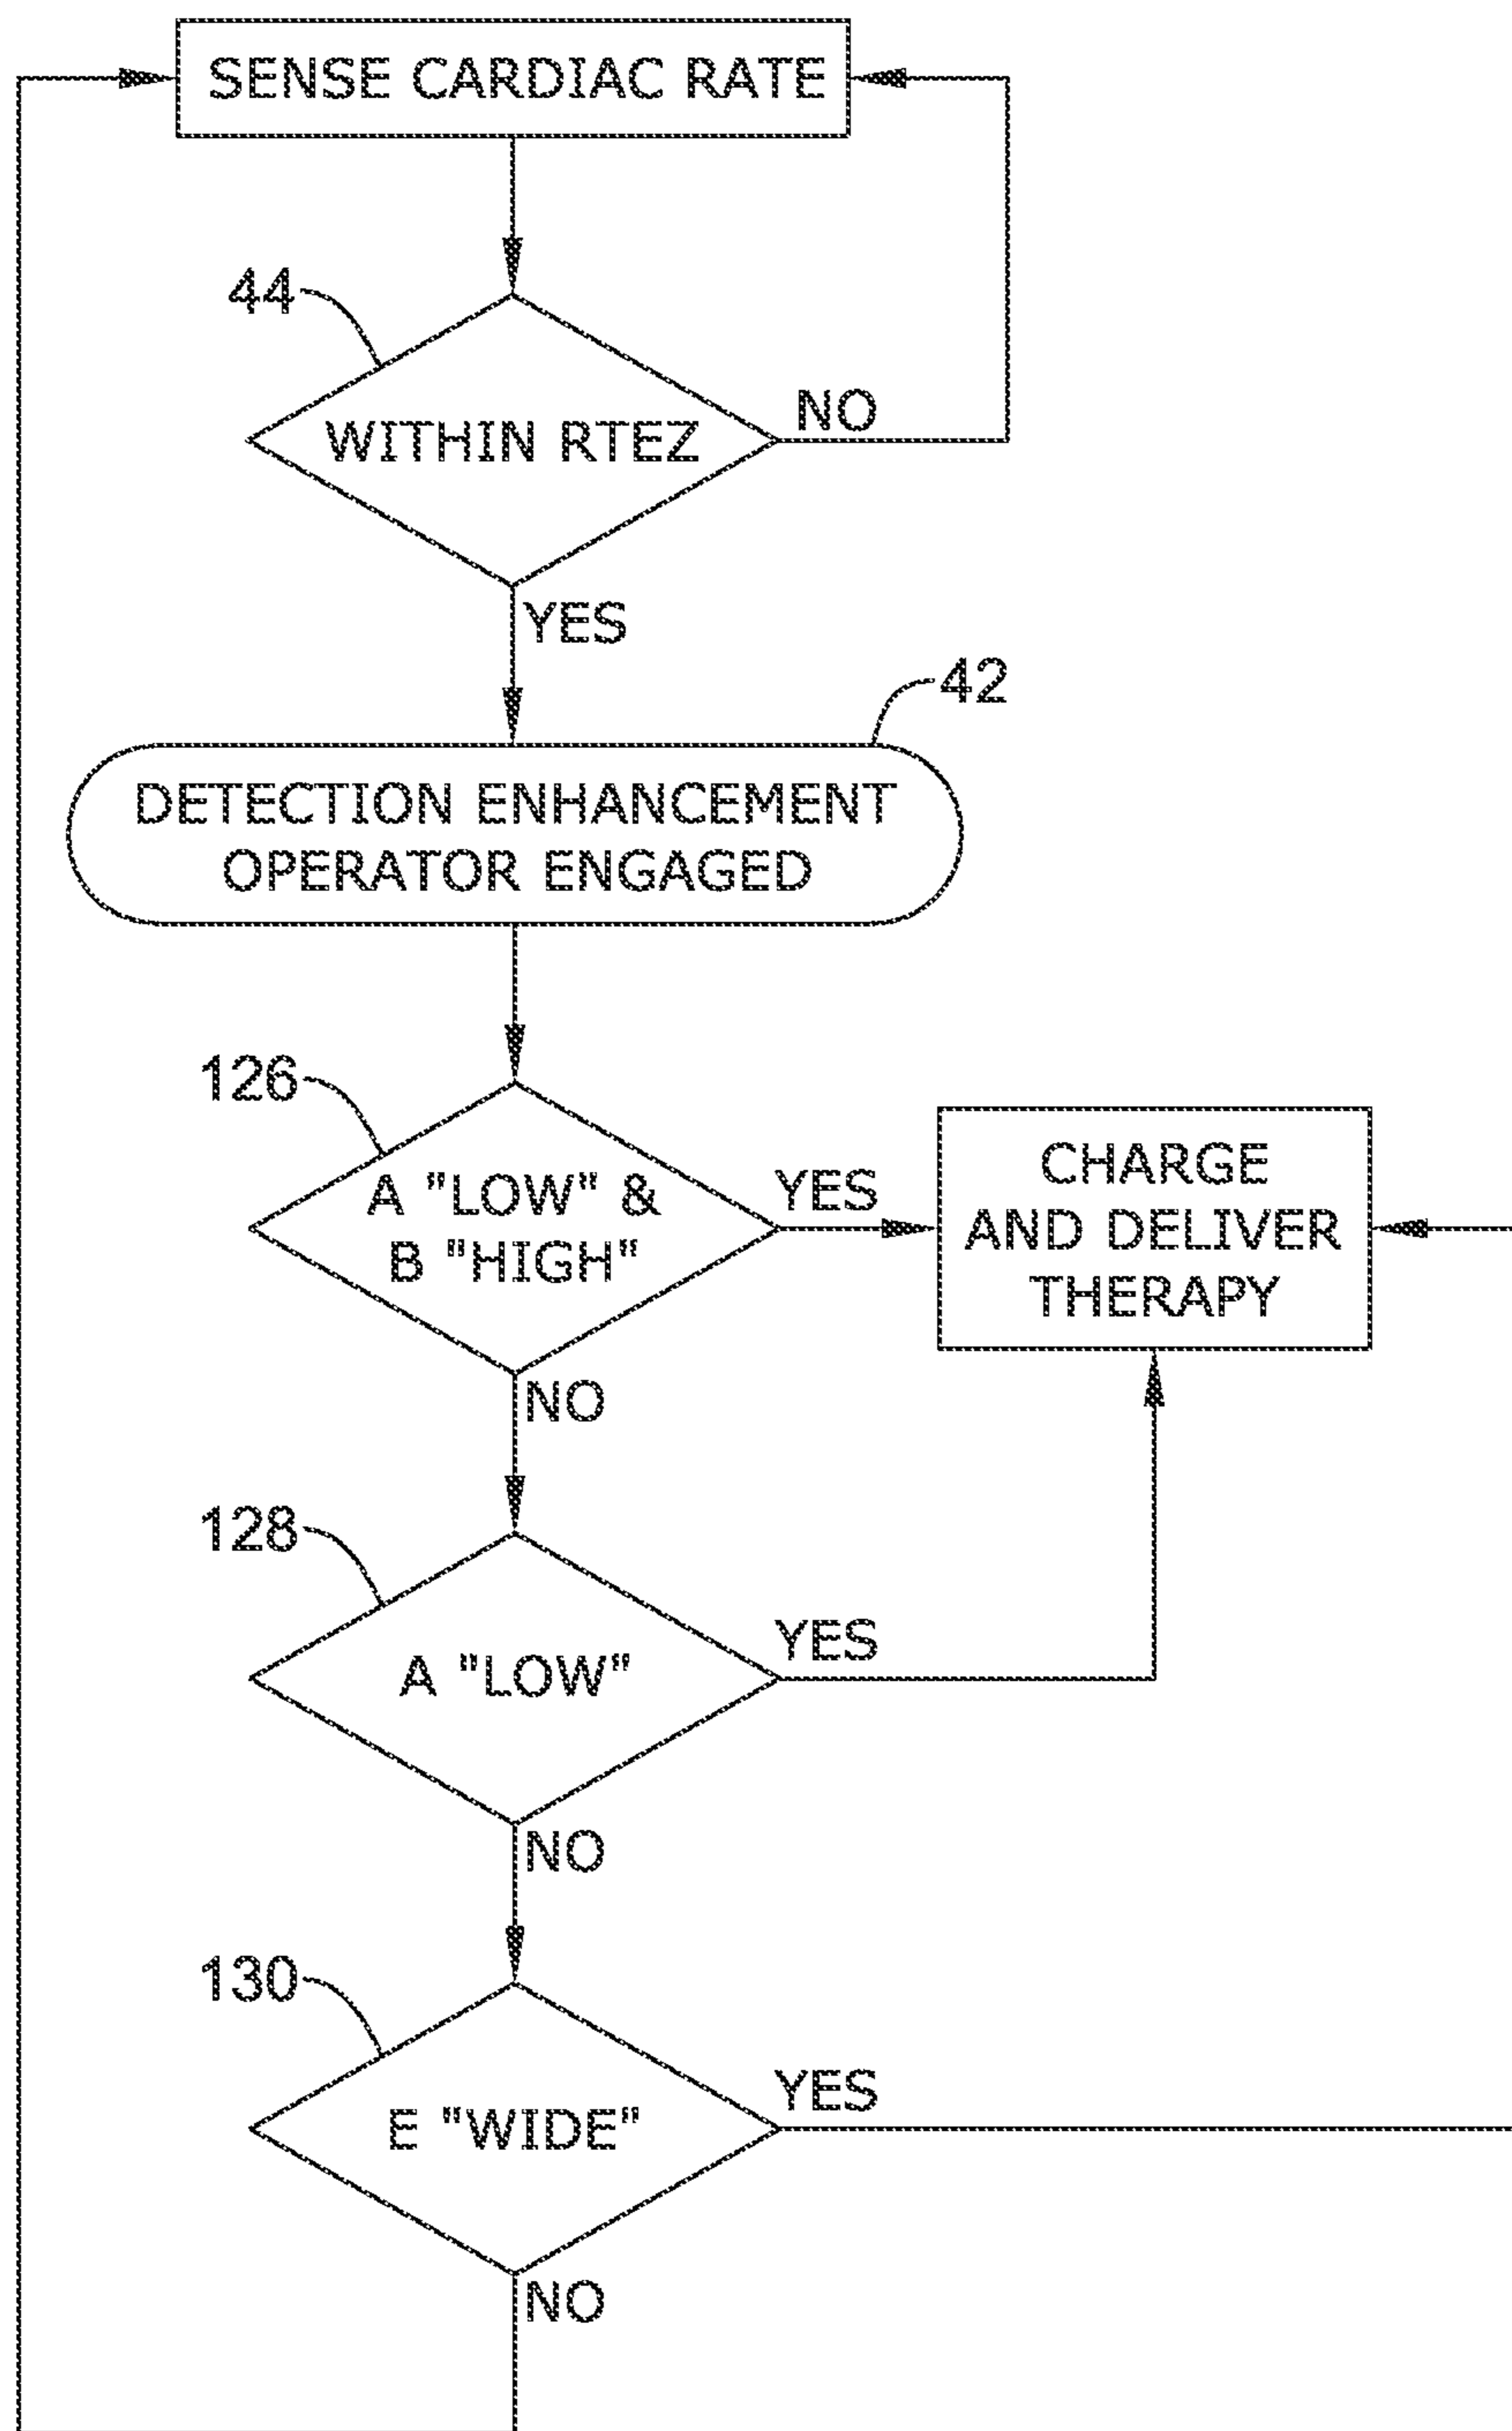 SENSE CARDIAC RATE
44
WITHIN RTEZ
NO
YES
42
DETECTION ENHANCEMENT
OPERATOR ENGAGED
126
A "LOW" &
B "HIGH"
YES
CHARGE
AND DELIVER
THERAPY
NO
128
A "LOW"
YES
NO
130
E "WIDE"
YES
NO